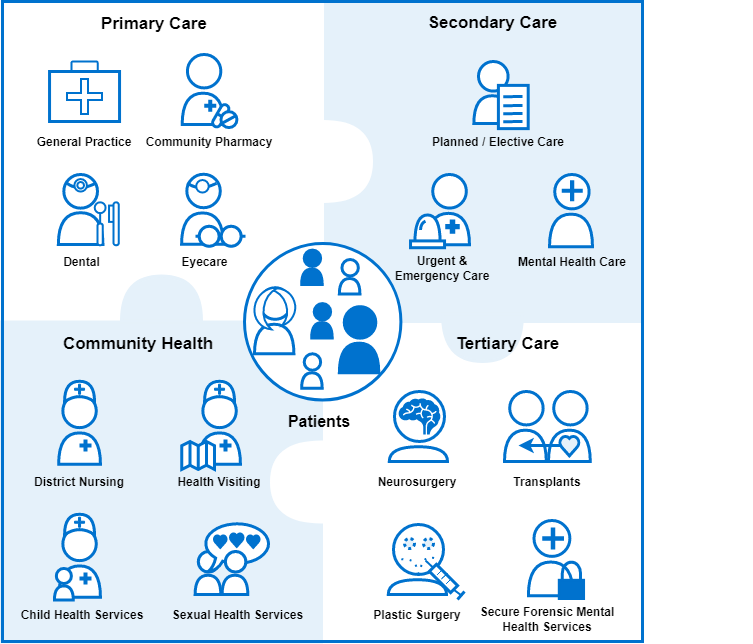 Primary Care
General Practice
Community Pharmacy
Dental
Eyecare
Secondary Care
Planned / Elective Care
Urgent &
Emergency Care
Mental Health Care
Patients
Community Health
District Nursing
Health Visiting
Child Health Services
Sexual Health Services
Tertiary Care
Neurosurgery
Transplants
Plastic Surgery
Secure Forensic Mental
Health Services